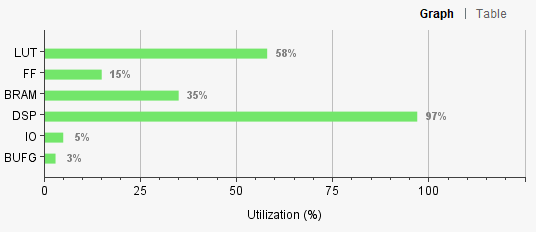 Graph | Table
LUT 58%
FF 15%
BRAM 35%
DSP 97%
IO 5%
BUFG 3%
0 25 50 75 100
Utilization (%)